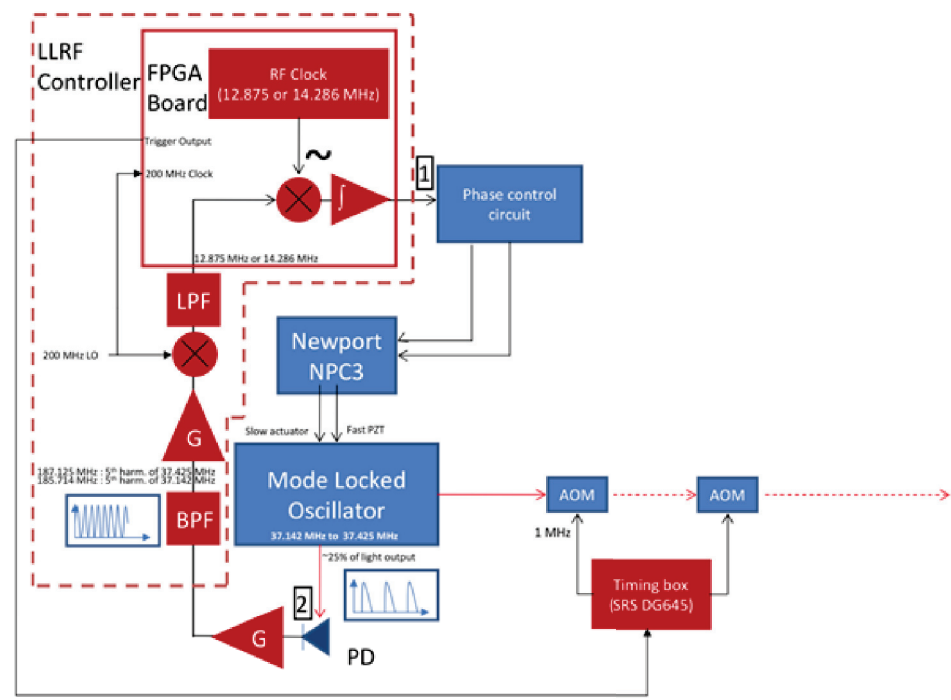 LLRF
Controller
FPGA
Board
RF Clock
(12.875 or 14.286 MHz)
~
Trigger Output
200 MHz Clock
∫
1
Phase control
circuit
12.875 MHz or 14.286 MHz
LPF
200 MHz LO
Newport
NPC3
G
Slow actuator
Fast PZT
187.125 MHz : 5th harm. of 37.425 MHz
185.714 MHz : 5th harm. of 37.142 MHz
Mode Locked
Oscillator
37.142 MHz to 37.425 MHz
AOM
AOM
BPF
1 MHz
~25% of light output
Timing box
(SRS DG645)
2
G
PD